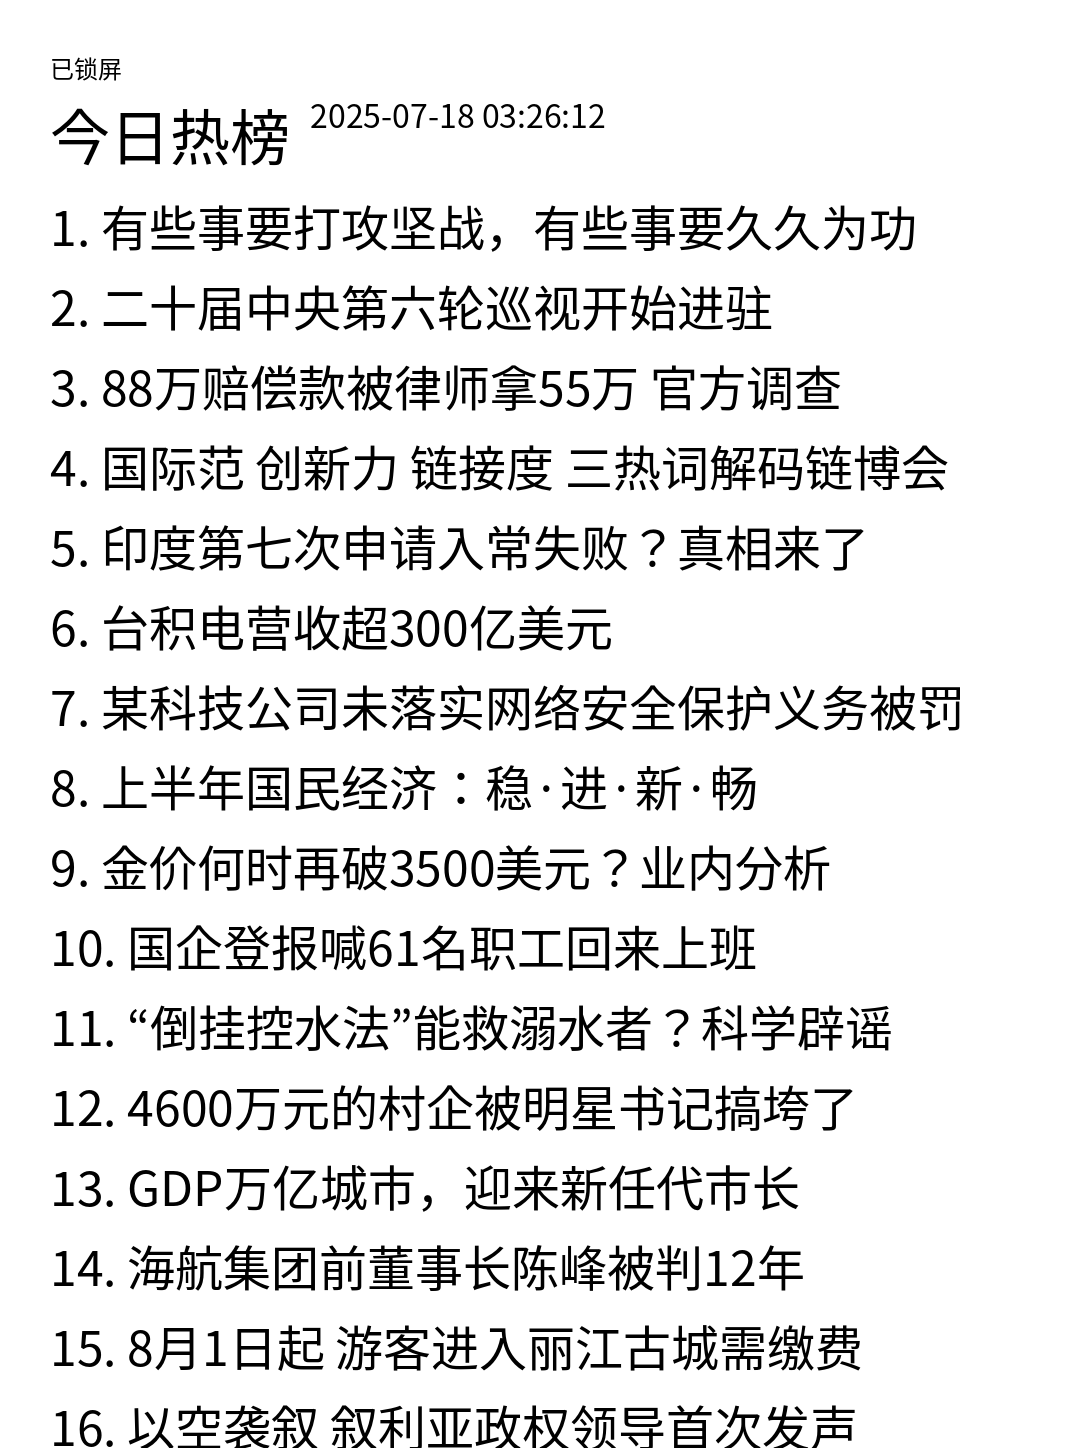 已锁屏
今日热榜 2025-07-18 03:26:12
1. 有些事要打攻坚战，有些事要久久为功
2. 二十届中央第六轮巡视开始进驻
3. 88万赔偿款被律师拿55万 官方调查
4. 国际范 创新力 链接度 三热词解码链博会
5. 印度第七次申请入常失败？真相来了
6. 台积电营收超300亿美元
7. 某科技公司未落实网络安全保护义务被罚
8. 上半年国民经济：稳·进·新·畅
9. 金价何时再破3500美元？业内分析
10. 国企登报喊61名职工回来上班
11. “倒挂控水法”能救溺水者？科学辟谣
12. 4600万元的村企被明星书记搞垮了
13. GDP万亿城市，迎来新任代市长
14. 海航集团前董事长陈峰被判12年
15. 8月1日起 游客进入丽江古城需缴费
16. 以空袭叙 叙利亚政权领导首次发声